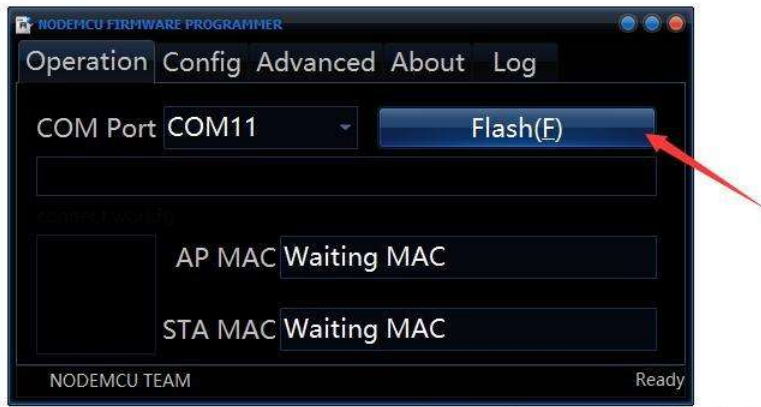 NODEMCU FIRMWARE PROGRAMMER
Operation Config Advanced About Log
COM Port COM11 Flash(F)
AP MAC Waiting MAC
STA MAC Waiting MAC
NODEMCU TEAM Ready